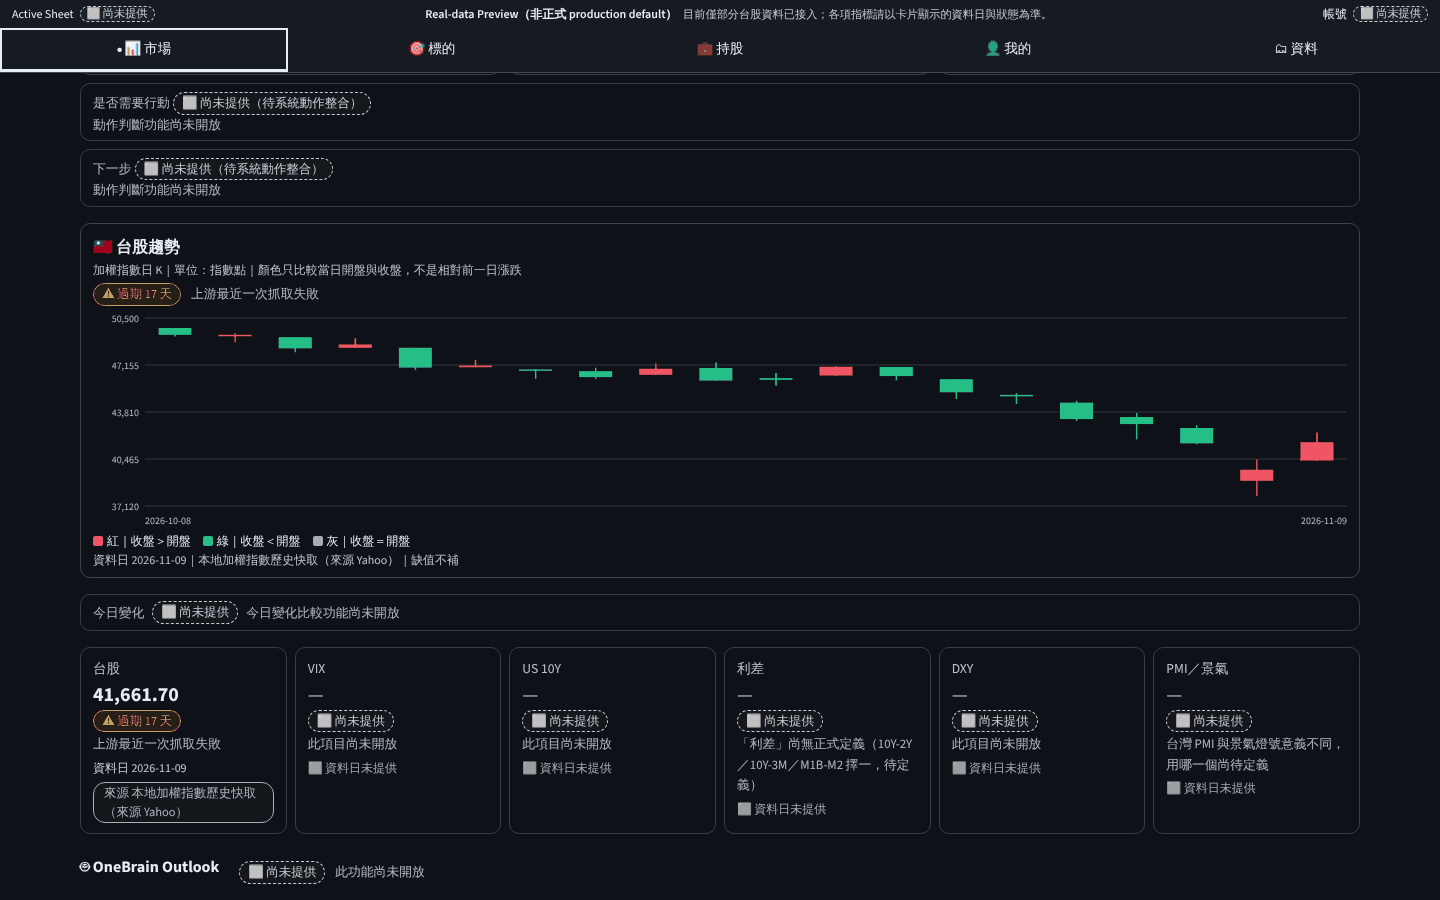 Active Sheet ⬜ 尚未提供
Real-data Preview（非正式 production default） 目前僅部分台股資料已接入；各項指標請以卡片顯示的資料日與狀態為準。
帳號 ⬜ 尚未提供
• 📊 市場
🎯 標的
💼 持股
👤 我的
🗂 資料
是否需要行動 ⬜ 尚未提供（待系統動作整合）
動作判斷功能尚未開放
下一步 ⬜ 尚未提供（待系統動作整合）
動作判斷功能尚未開放
🇹🇼 台股趨勢
加權指數日 K｜單位：指數點｜顏色只比較當日開盤與收盤，不是相對前一日漲跌
⚠ 過期 17 天 上游最近一次抓取失敗
50,500
47,155
43,810
40,465
37,120
2026-10-08 2026-11-09
紅｜收盤＞開盤 綠｜收盤＜開盤 灰｜收盤＝開盤
資料日 2026-11-09｜本地加權指數歷史快取（來源 Yahoo）｜缺值不補
今日變化 ⬜ 尚未提供 今日變化比較功能尚未開放
台股
41,661.70
⚠ 過期 17 天
上游最近一次抓取失敗
資料日 2026-11-09
來源 本地加權指數歷史快取
（來源 Yahoo）
VIX
—
⬜ 尚未提供
此項目尚未開放
⬜ 資料日未提供
US 10Y
—
⬜ 尚未提供
此項目尚未開放
⬜ 資料日未提供
利差
—
⬜ 尚未提供
「利差」尚無正式定義（10Y-2Y
／10Y-3M／M1B-M2 擇一，待定
義）
⬜ 資料日未提供
DXY
—
⬜ 尚未提供
此項目尚未開放
⬜ 資料日未提供
PMI／景氣
—
⬜ 尚未提供
台灣 PMI 與景氣燈號意義不同，
用哪一個尚待定義
⬜ 資料日未提供
OneBrain Outlook ⬜ 尚未提供 此功能尚未開放